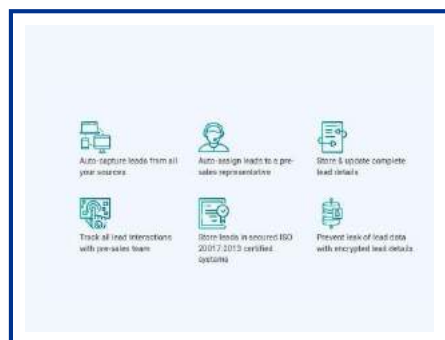 Auto-capture leads from all
your sources
Auto-assign leads to a pre-
sales representative
Store & update complete
lead details
Track all lead interactions
with pre-sales team
Store leads in secured ISO
20017:2013 certified
systems
Prevent leak of lead data
with encrypted lead details